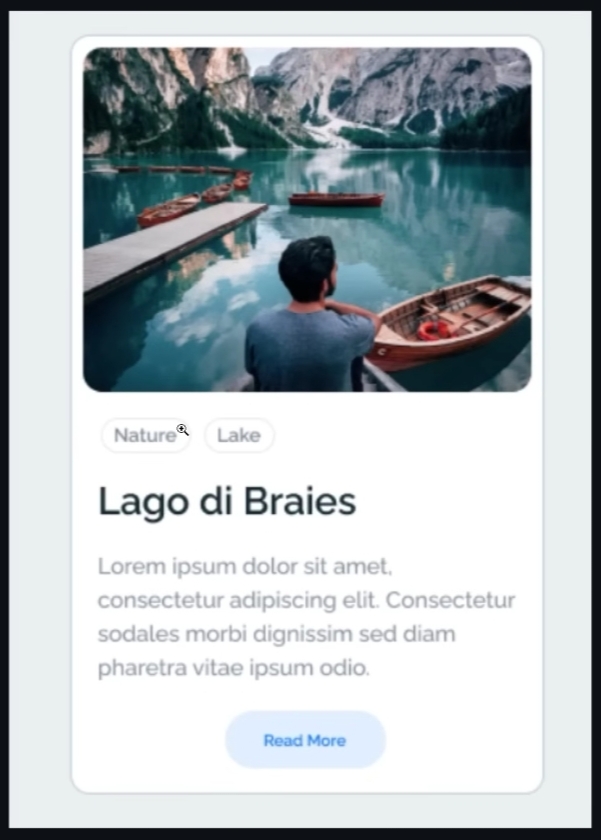 Nature
Lake
Lago di Braies
Lorem ipsum dolor sit amet,
consectetur adipiscing elit. Consectetur
sodales morbi dignissim sed diam
pharetra vitae ipsum odio.
Read More